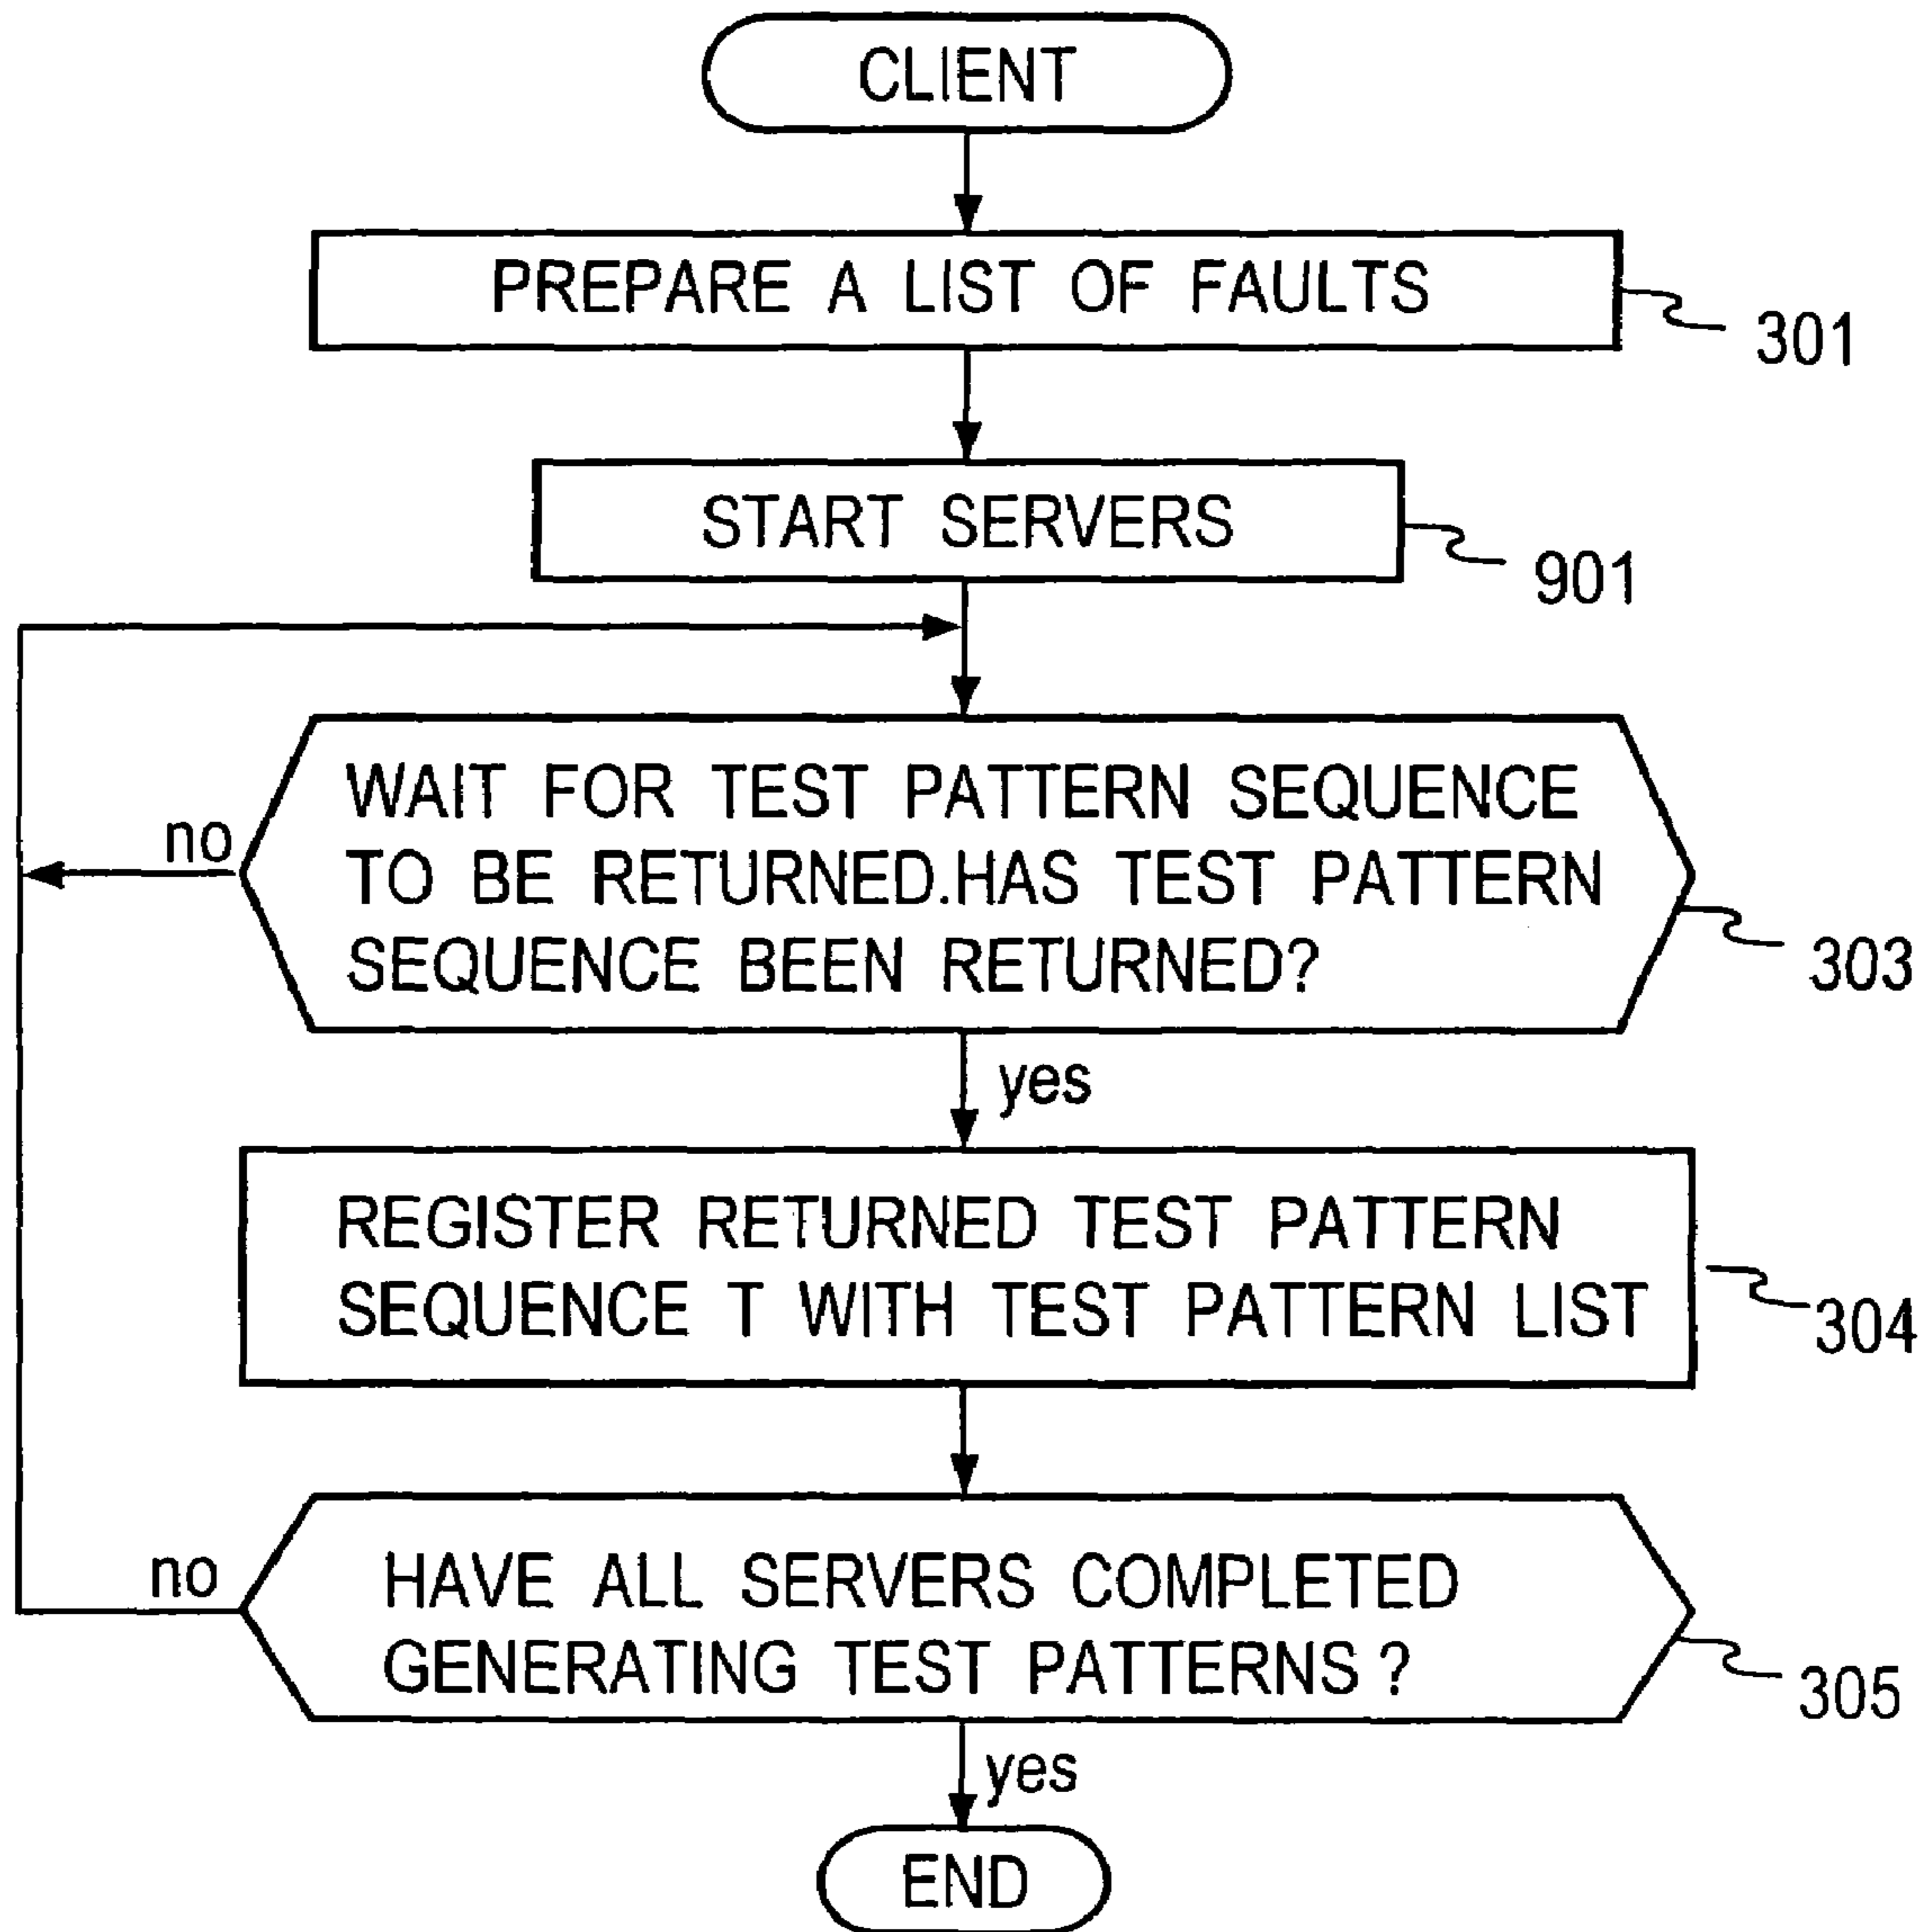 CLIENT
PREPARE A LIST OF FAULTS
301
START SERVERS
901
WAIT FOR TEST PATTERN SEQUENCE
no
TO BE RETURNED.HAS TEST PATTERN
SEQUENCE BEEN RETURNED?
303
yes
REGISTER RETURNED TEST PATTERN
SEQUENCE T WITH TEST PATTERN LIST
304
no
HAVE ALL SERVERS COMPLETED
GENERATING TEST PATTERNS ?
305
yes
END